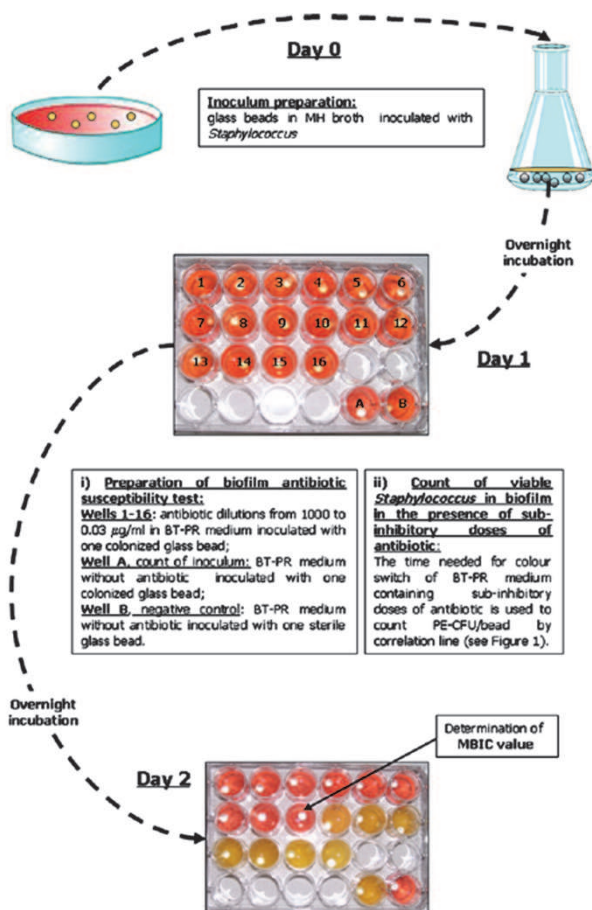 Day 0
Inoculum preparation:
glass beads in MH broth inoculated with
Staphylococcus
Overnight
incubation
1 2 3 4 5 6
7 8 9 10 11 12
13 14 15 16
A B
Day 1
i) Preparation of biofilm antibiotic
susceptibility test:
Wells 1-16: antibiotic dilutions from 1000 to
0.03 µg/ml in BT-PR medium inoculated with
one colonized glass bead;
Well A, count of inoculum: BT-PR medium
without antibiotic inoculated with one
colonized glass bead;
Well B, negative control: BT-PR medium
without antibiotic inoculated with one sterile
glass bead.
ii) Count of viable
Staphylococcus in biofilm
in the presence of sub-
inhibitory doses of
antibiotic:
The time needed for colour
switch of BT-PR medium
containing sub-inhibitory
doses of antibiotic is used to
count PE-CFU/bead by
correlation line (see Figure 1).
Overnight
incubation
Determination of
MBIC value
Day 2